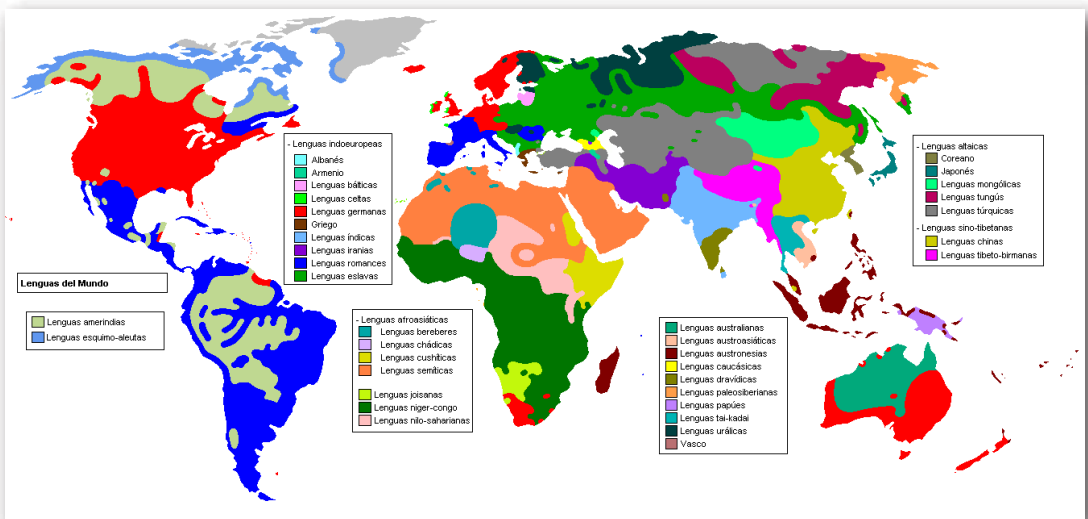 - Lenguas indoeuropeas
Albanés
Armenio
Lenguas bálticas
Lenguas celtas
Lenguas germanas
Griego
Lenguas índicas
Lenguas iranias
Lenguas romances
Lenguas eslavas
- Lenguas altaicas
Coreano
Japonés
Lenguas mongólicas
Lenguas tungús
Lenguas túrquicas
- Lenguas sino-tibetanas
Lenguas chinas
Lenguas tibeto-birmanas
Lenguas del Mundo
Lenguas amerindias
Lenguas esquimo-aleutas
- Lenguas afroasiáticas
Lenguas bereberes
Lenguas chádicas
Lenguas cushíticas
Lenguas semíticas
Lenguas joisanas
Lenguas niger-congo
Lenguas nilo-saharianas
Lenguas australianas
Lenguas austroasiáticas
Lenguas austronesias
Lenguas caucásicas
Lenguas dravídicas
Lenguas paleosiberianas
Lenguas papúes
Lenguas tai-kadai
Lenguas urálicas
Vasco